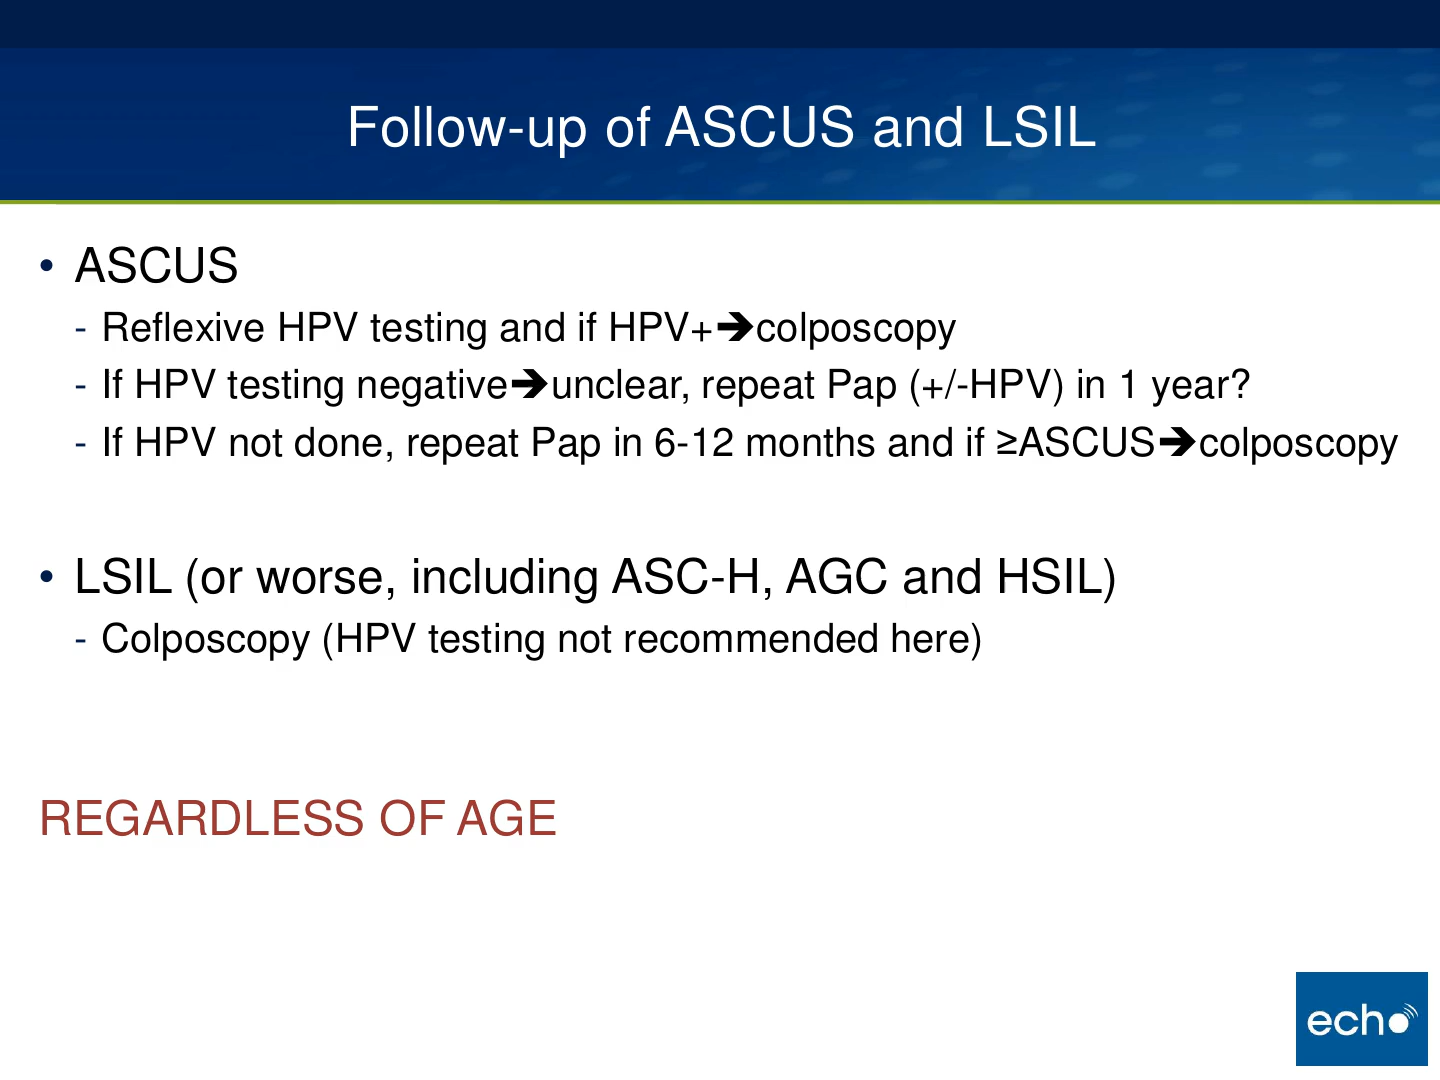 Follow-up of ASCUS and LSIL
• ASCUS
- Reflexive HPV testing and if HPV+➔colposcopy
- If HPV testing negative➔unclear, repeat Pap (+/-HPV) in 1 year?
- If HPV not done, repeat Pap in 6-12 months and if ≥ASCUS➔colposcopy
• LSIL (or worse, including ASC-H, AGC and HSIL)
- Colposcopy (HPV testing not recommended here)
REGARDLESS OF AGE
echo